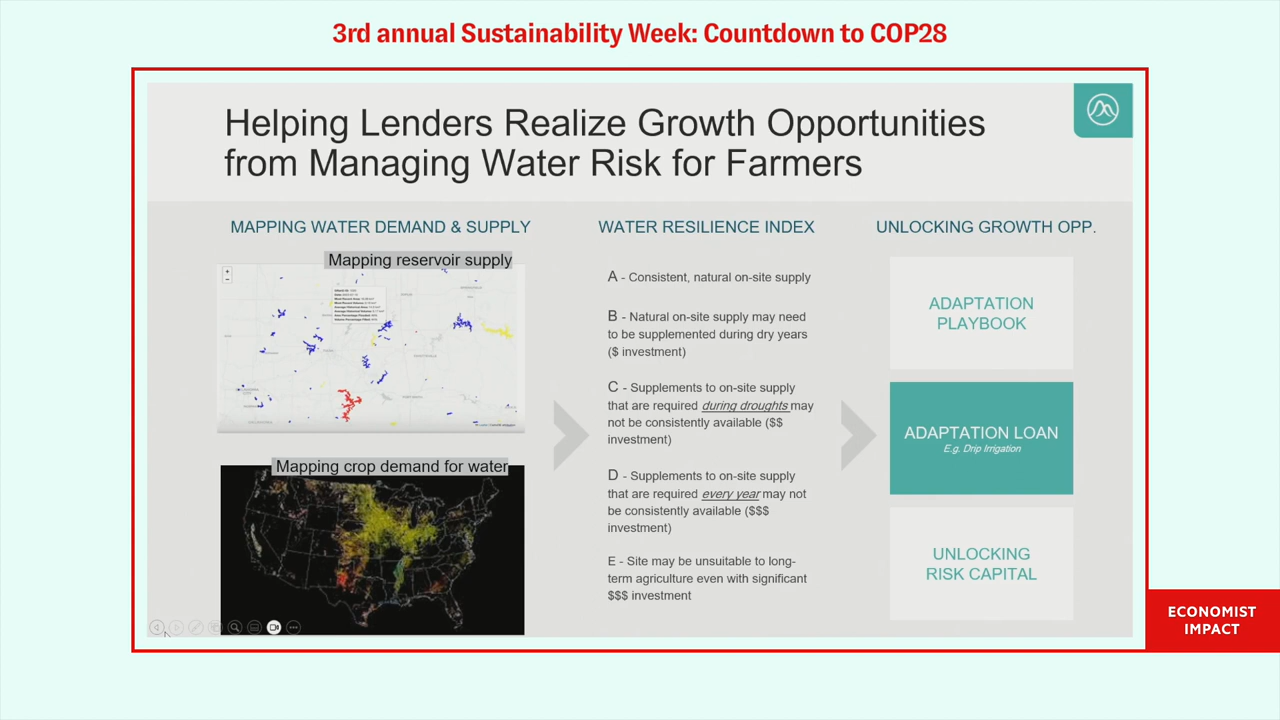 3rd annual Sustainability Week: Countdown to COP28
Helping Lenders Realize Growth Opportunities
from Managing Water Risk for Farmers
MAPPING WATER DEMAND & SUPPLY
Mapping reservoir supply
Mapping crop demand for water
WATER RESILIENCE INDEX
A - Consistent, natural on-site supply
B - Natural on-site supply may need
to be supplemented during dry years
($ investment)
C - Supplements to on-site supply
that are required during droughts may
not be consistently available ($$
investment)
D - Supplements to on-site supply
that are required every year may not
be consistently available ($$$
investment)
E - Site may be unsuitable to long-
term agriculture even with significant
$$$ investment
UNLOCKING GROWTH OPP.
ADAPTATION
PLAYBOOK
ADAPTATION LOAN
E.g. Drip Irrigation
UNLOCKING
RISK CAPITAL
ECONOMIST
IMPACT